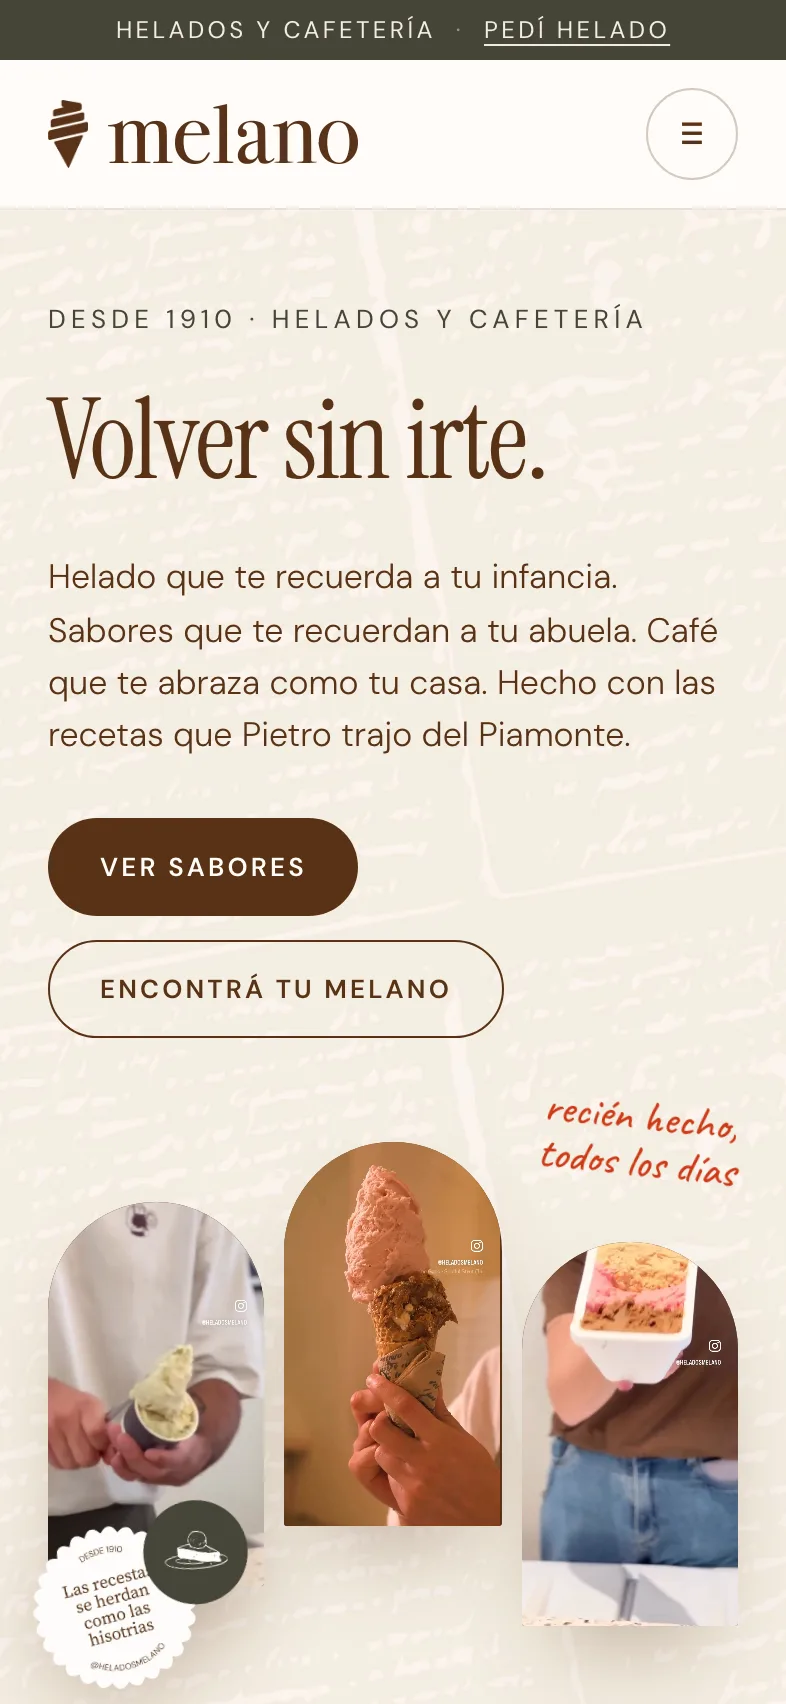 HELADOS Y CAFETERÍA · PEDÍ HELADO
melano
DESDE 1910 · HELADOS Y CAFETERÍA
Volver sin irte.
Helado que te recuerda a tu infancia.
Sabores que te recuerdan a tu abuela. Café
que te abraza como tu casa. Hecho con las
recetas que Pietro trajo del Piamonte.
VER SABORES
ENCONTRÁ TU MELANO
recién hecho,
todos los días
@HELADOSMELANO
@HELADOSMELANO
@HELADOSMELANO
DESDE 1910
Las
se herdan
como las
hisotrias
@HELADOSMELANO